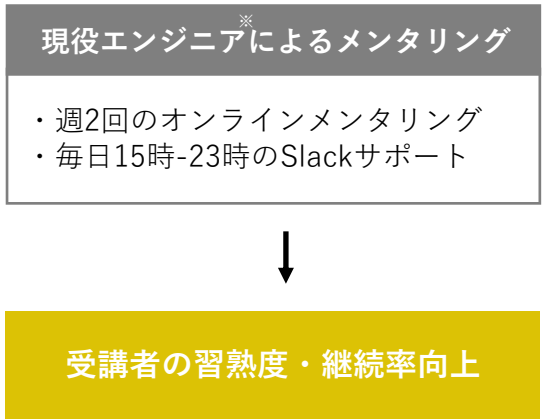 ※
現役エンジニアによるメンタリング
・週2回のオンラインメンタリング
・毎日15時-23時のSlackサポート
受講者の習熟度・継続率向上